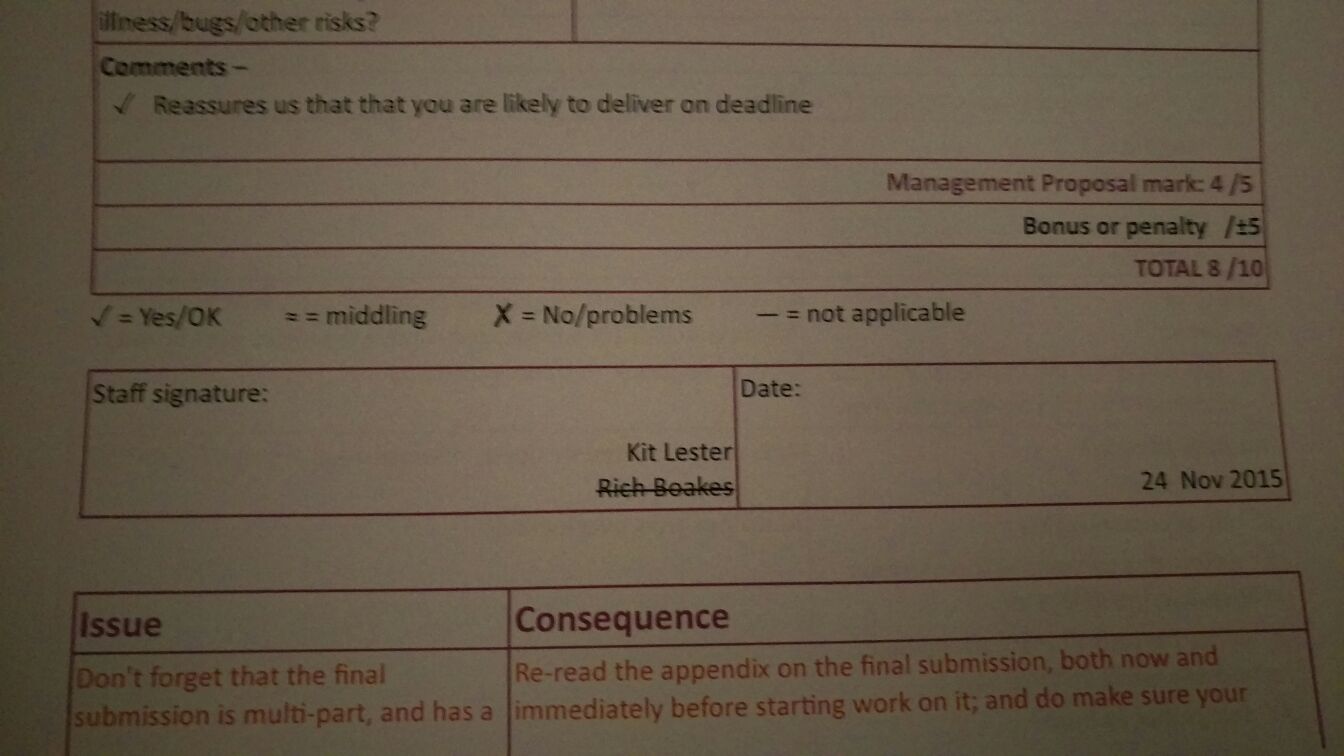 illness/bugs/other risks?
Comments –
✓ Reassures us that that you are likely to deliver on deadline
Management Proposal mark: 4 /5
Bonus or penalty /±5
TOTAL 8 /10
✓ = Yes/OK ≈ = middling ✗ = No/problems — = not applicable
Staff signature:
Kit Lester
Rich Boakes
Date:
24 Nov 2015
Issue
Consequence
Don't forget that the final
submission is multi-part, and has a
Re-read the appendix on the final submission, both now and
immediately before starting work on it; and do make sure your